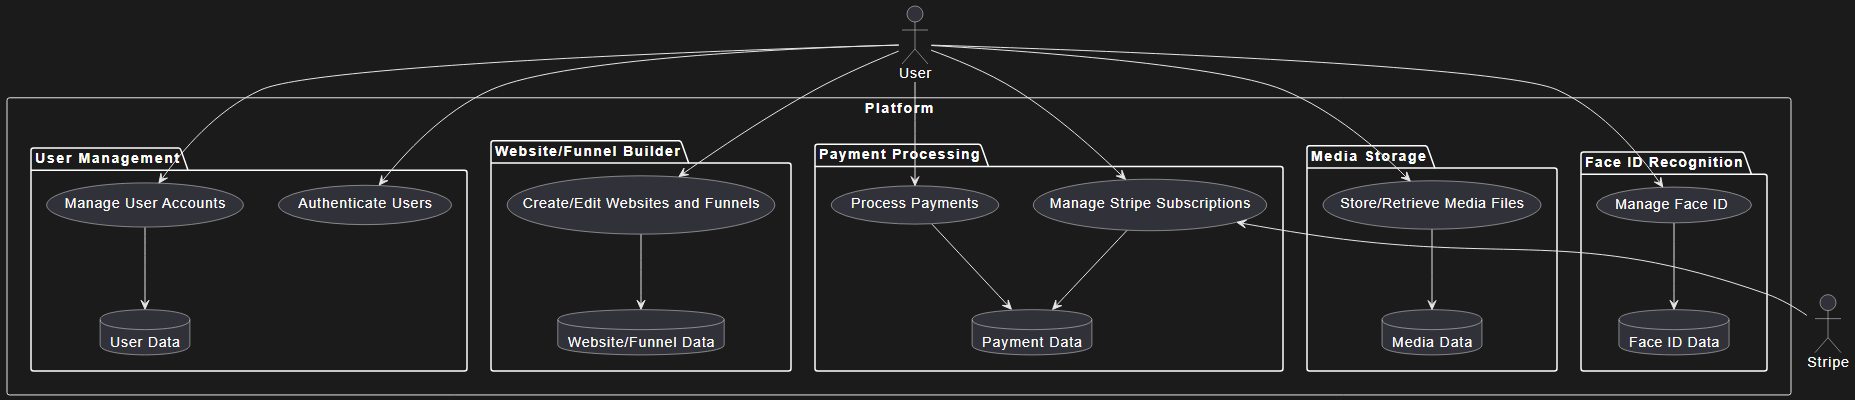 User
Platform
User Management
Website/Funnel Builder
Payment Processing
Media Storage
Face ID Recognition
Manage User Accounts
Authenticate Users
Create/Edit Websites and Funnels
Process Payments
Manage Stripe Subscriptions
Store/Retrieve Media Files
Manage Face ID
User Data
Website/Funnel Data
Payment Data
Media Data
Face ID Data
Stripe